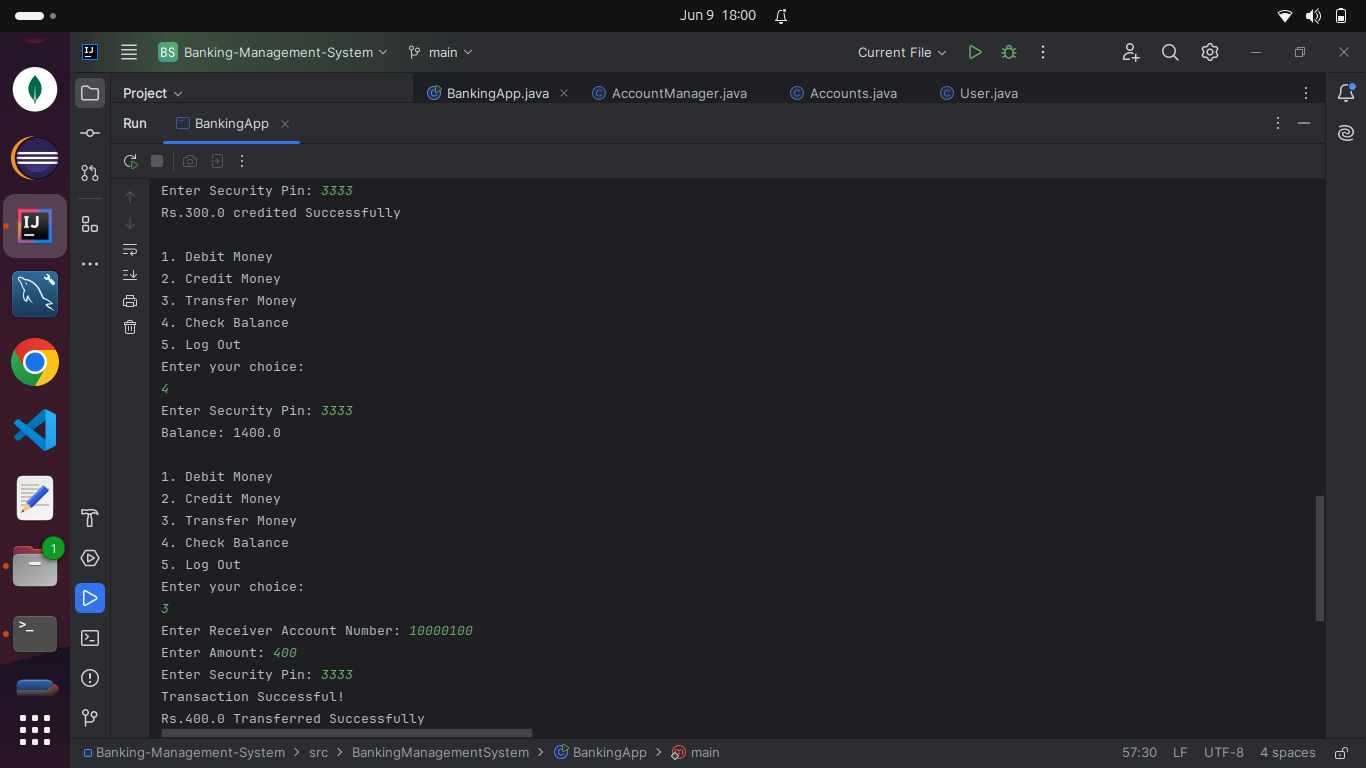 Jun 9 18:00
IJ BS Banking-Management-System main Current File
Project BankingApp.java AccountManager.java Accounts.java User.java
Run BankingApp
Enter Security Pin: 3333
Rs.300.0 credited Successfully
1. Debit Money
2. Credit Money
3. Transfer Money
4. Check Balance
5. Log Out
Enter your choice:
4
Enter Security Pin: 3333
Balance: 1400.0
1. Debit Money
2. Credit Money
3. Transfer Money
4. Check Balance
5. Log Out
Enter your choice:
3
Enter Receiver Account Number: 10000100
Enter Amount: 400
Enter Security Pin: 3333
Transaction Successful!
Rs.400.0 Transferred Successfully
IJ
1
Banking-Management-System > src > BankingManagementSystem > BankingApp > main 57:30 LF UTF-8 4 spaces